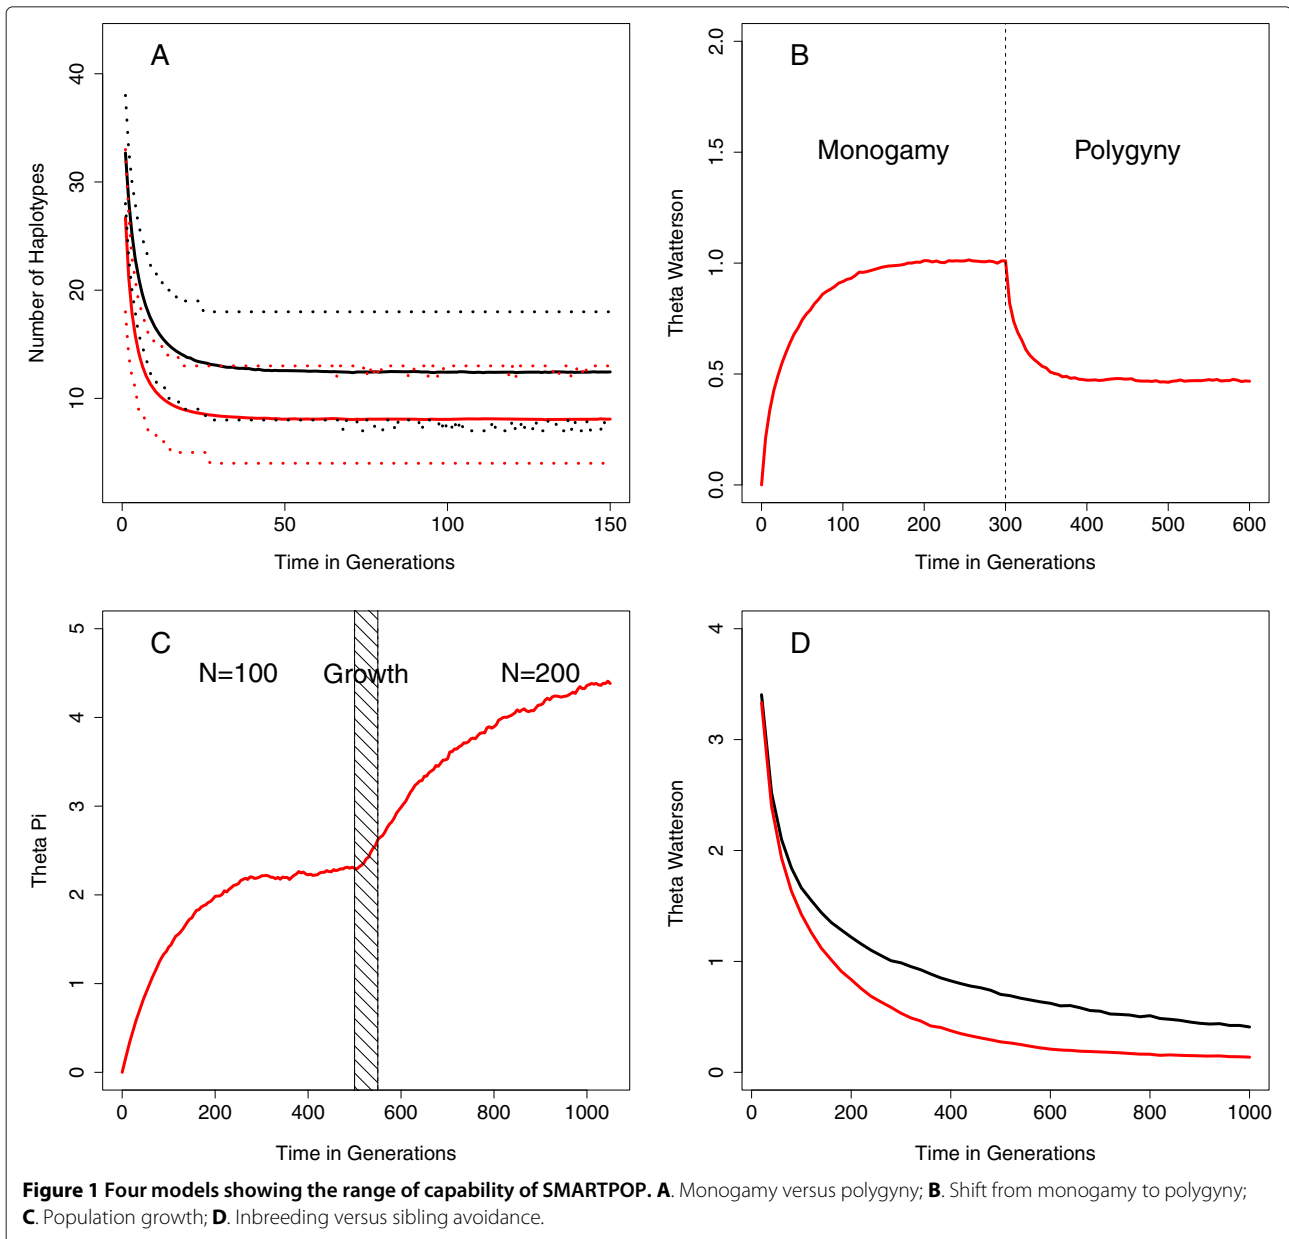 A
40
30
20
10
Number of Haplotypes
0 50 100 150
Time in Generations
B
Monogamy Polygyny
2.0
1.5
1.0
0.5
0.0
Theta Watterson
0 100 200 300 400 500 600
Time in Generations
C
N=100 Growth N=200
5
4
3
2
1
0
Theta Pi
0 200 400 600 800 1000
Time in Generations
D
4
3
2
1
0
Theta Watterson
0 200 400 600 800 1000
Time in Generations
Figure 1 Four models showing the range of capability of SMARTPOP. A. Monogamy versus polygyny; B. Shift from monogamy to polygyny;
C. Population growth; D. Inbreeding versus sibling avoidance.